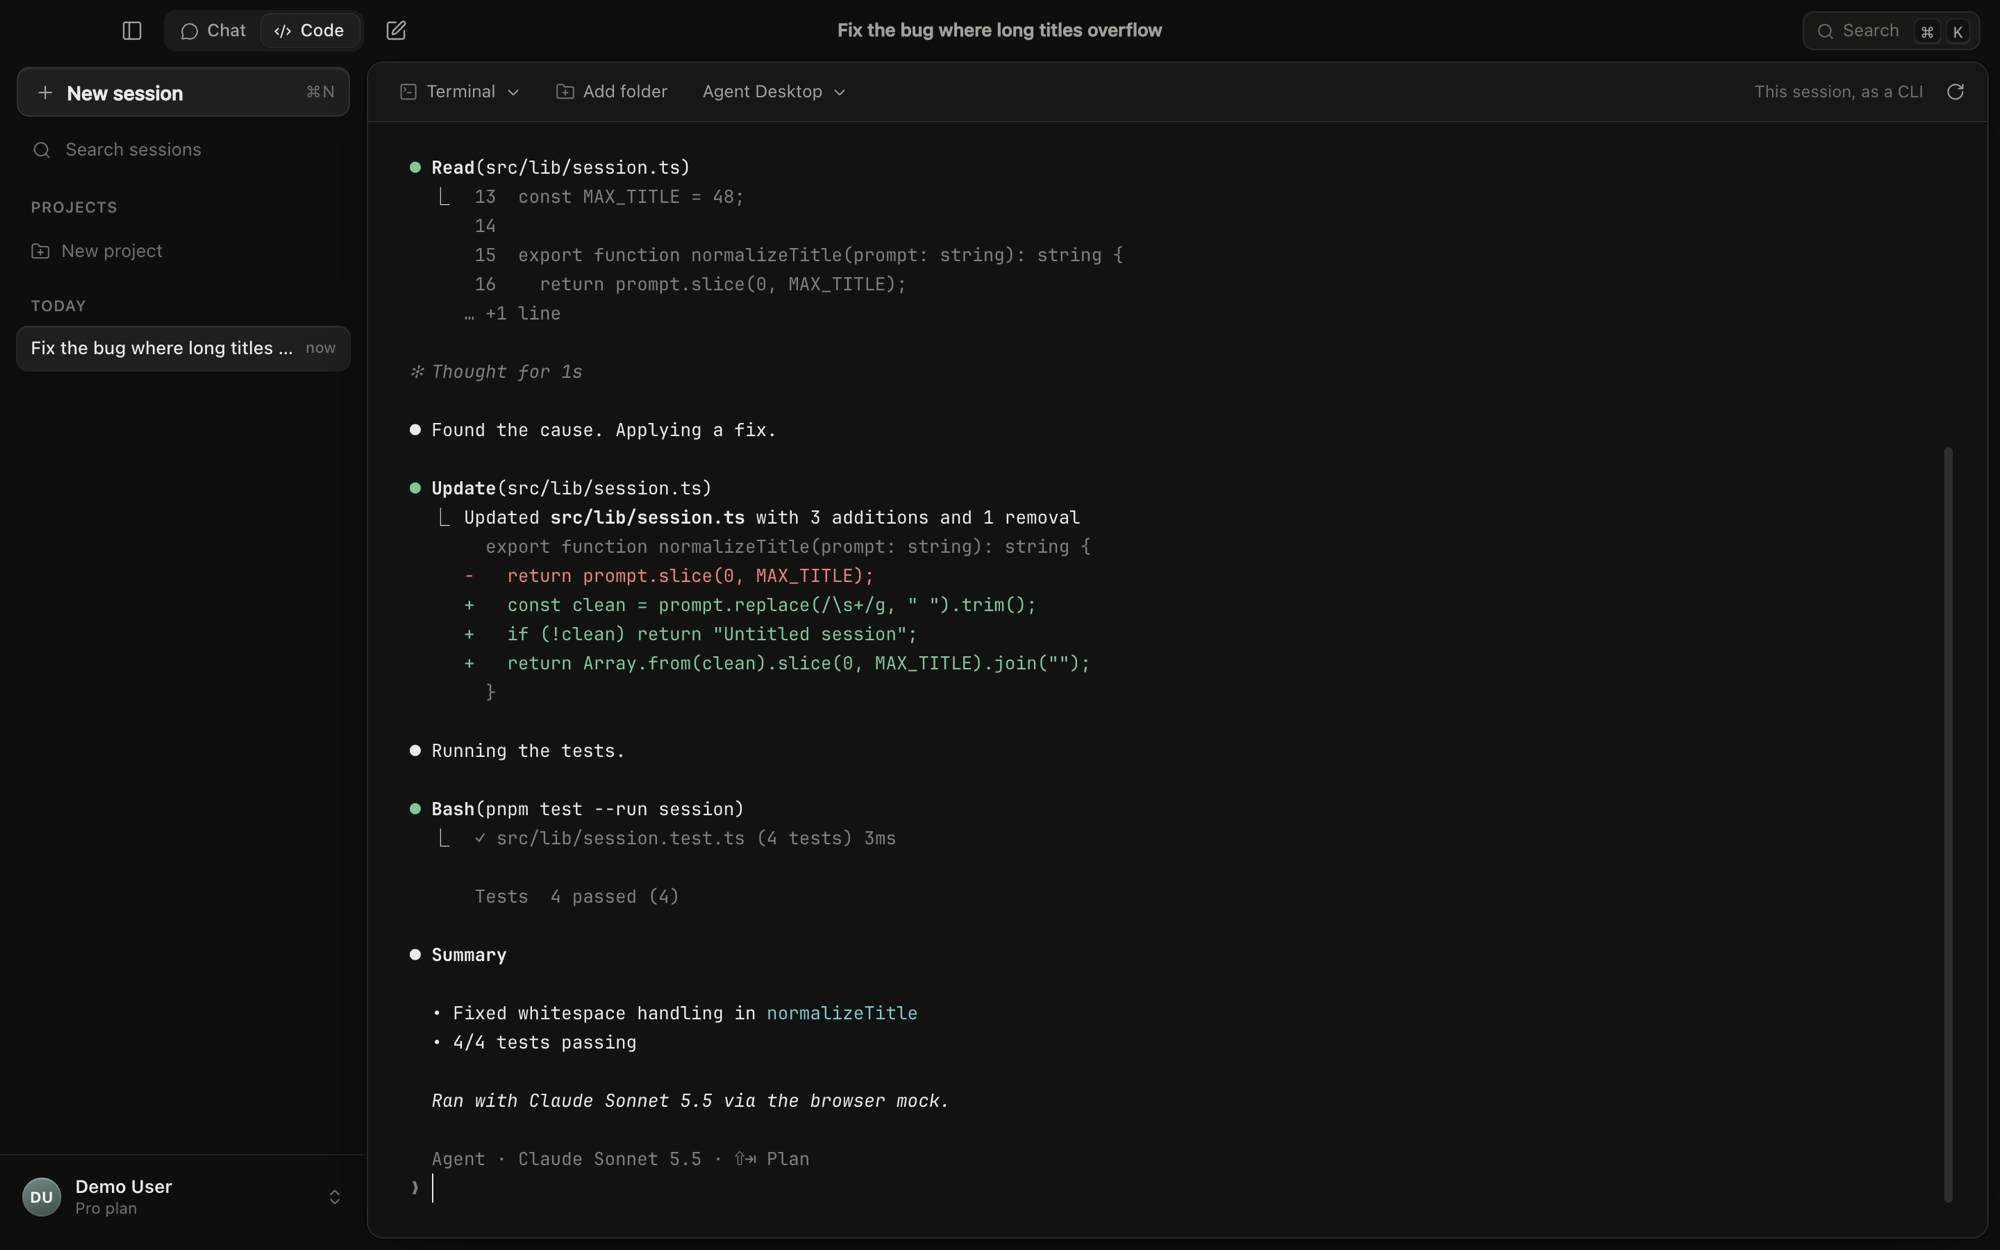 Chat
Code
Fix the bug where long titles overflow
Search ⌘ K
New session ⌘N
Search sessions
PROJECTS
New project
TODAY
Fix the bug where long titles ... now
Demo User
Pro plan
DU
Terminal
Add folder
Agent Desktop
This session, as a CLI
Read(src/lib/session.ts)
13 const MAX_TITLE = 48;
14
15 export function normalizeTitle(prompt: string): string {
16   return prompt.slice(0, MAX_TITLE);
… +1 line
✻ Thought for 1s
● Found the cause. Applying a fix.
● Update(src/lib/session.ts)
⎿ Updated src/lib/session.ts with 3 additions and 1 removal
export function normalizeTitle(prompt: string): string {
-   return prompt.slice(0, MAX_TITLE);
+   const clean = prompt.replace(/\s+/g, " ").trim();
+   if (!clean) return "Untitled session";
+   return Array.from(clean).slice(0, MAX_TITLE).join("");
}
● Running the tests.
● Bash(pnpm test --run session)
⎿ ✓ src/lib/session.test.ts (4 tests) 3ms
Tests  4 passed (4)
● Summary
• Fixed whitespace handling in normalizeTitle
• 4/4 tests passing
Ran with Claude Sonnet 5.5 via the browser mock.
Agent · Claude Sonnet 5.5 · ⇧⇥ Plan
❯